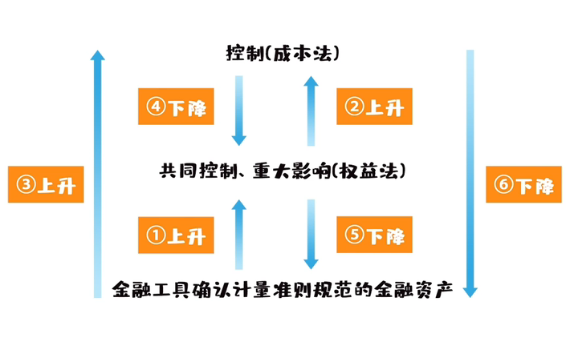 控制(成本法)
④下降
②上升
共同控制、重大影响(权益法)
③上升
⑥下降
①上升
⑤下降
金融工具确认计量准则规范的金融资产